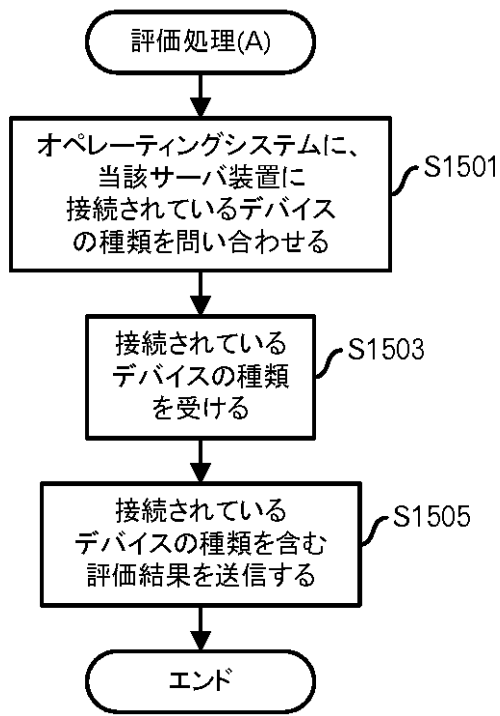 評価処理(A)
オペレーティングシステムに、
当該サーバ装置に
接続されているデバイス
の種類を問い合わせる
S1501
接続されている
デバイスの種類
を受ける
S1503
接続されている
デバイスの種類を含む
評価結果を送信する
S1505
エンド